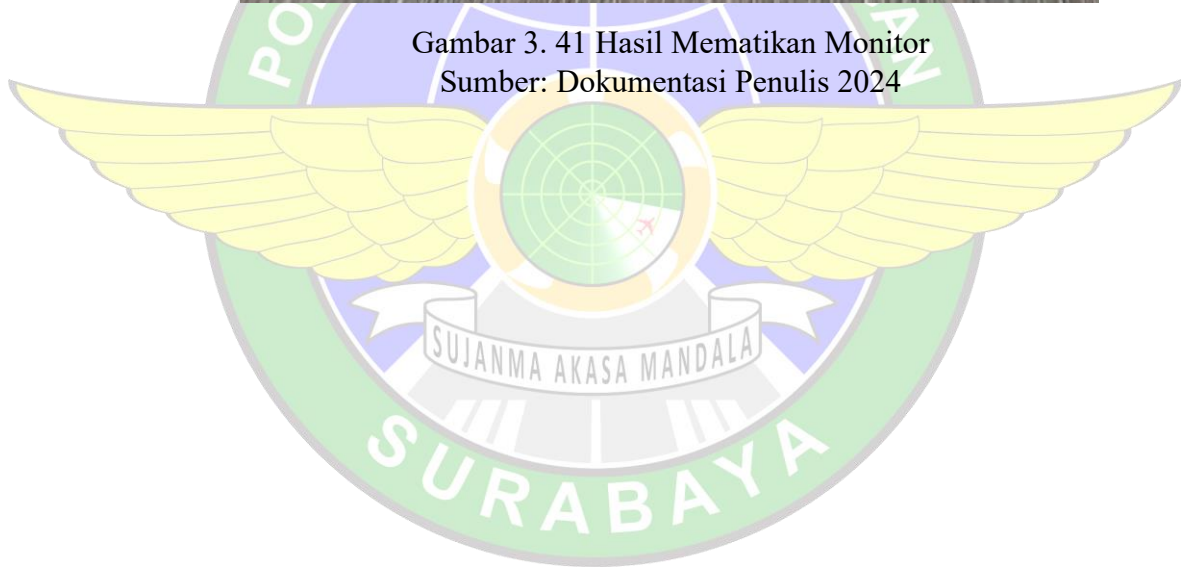 Gambar 3. 41 Hasil Mematikan Monitor
Sumber: Dokumentasi Penulis 2024
SUJANMA AKASA MANDALA
SURABAYA